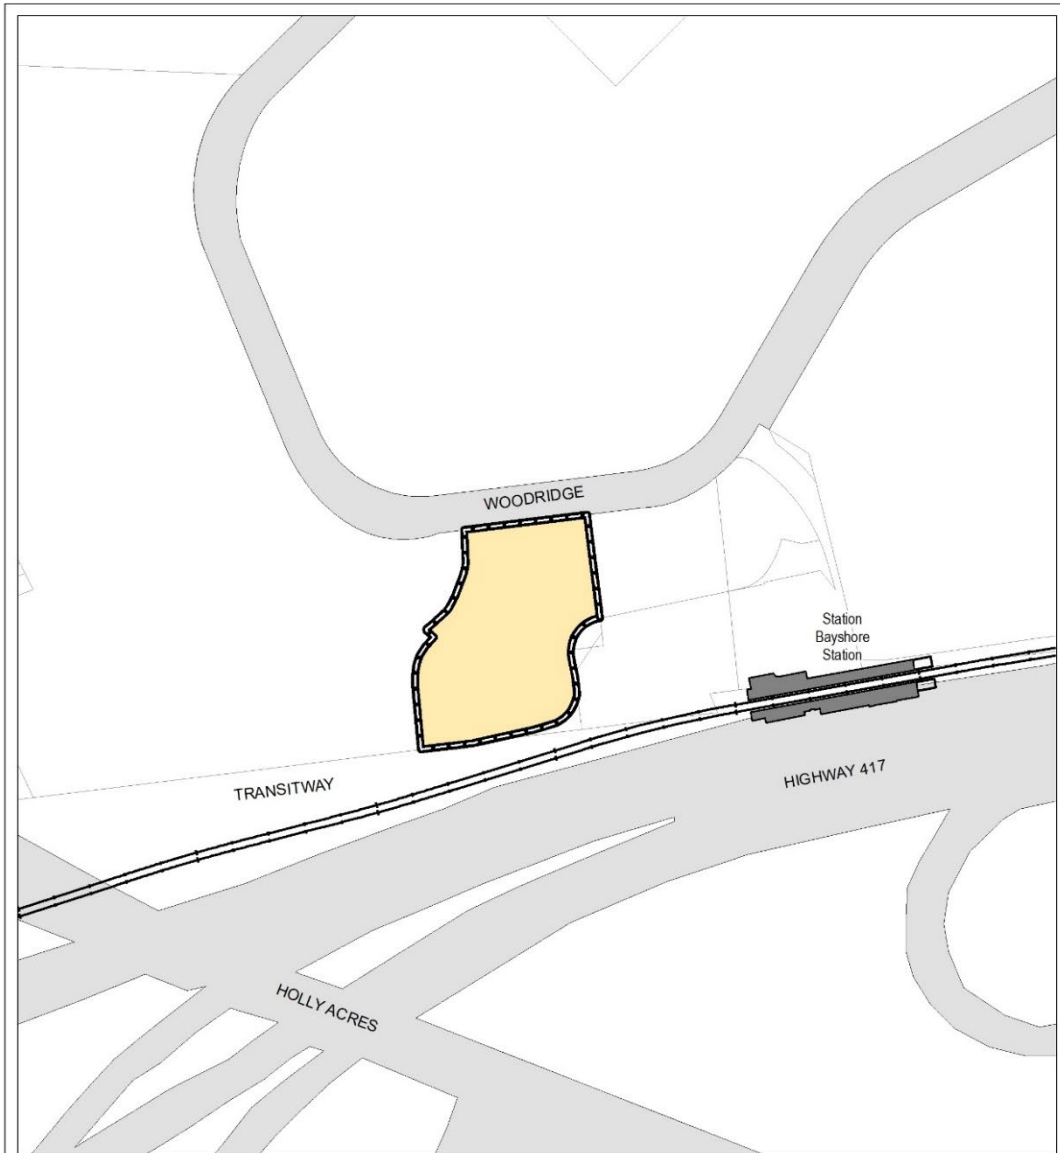 WOODRIDGE
Station
Bayshore
Station
HIGHWAY 417
TRANSITWAY
HOLLY ACRES